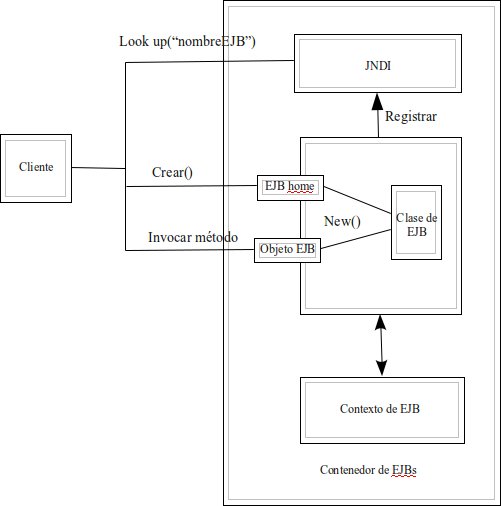 Look up(“nombreEJB”)
JNDI
Registrar
Cliente
Crear()
EJB home
New()
Clase de
EJB
Invocar método
Objeto EJB
Contexto de EJB
Contenedor de EJBs